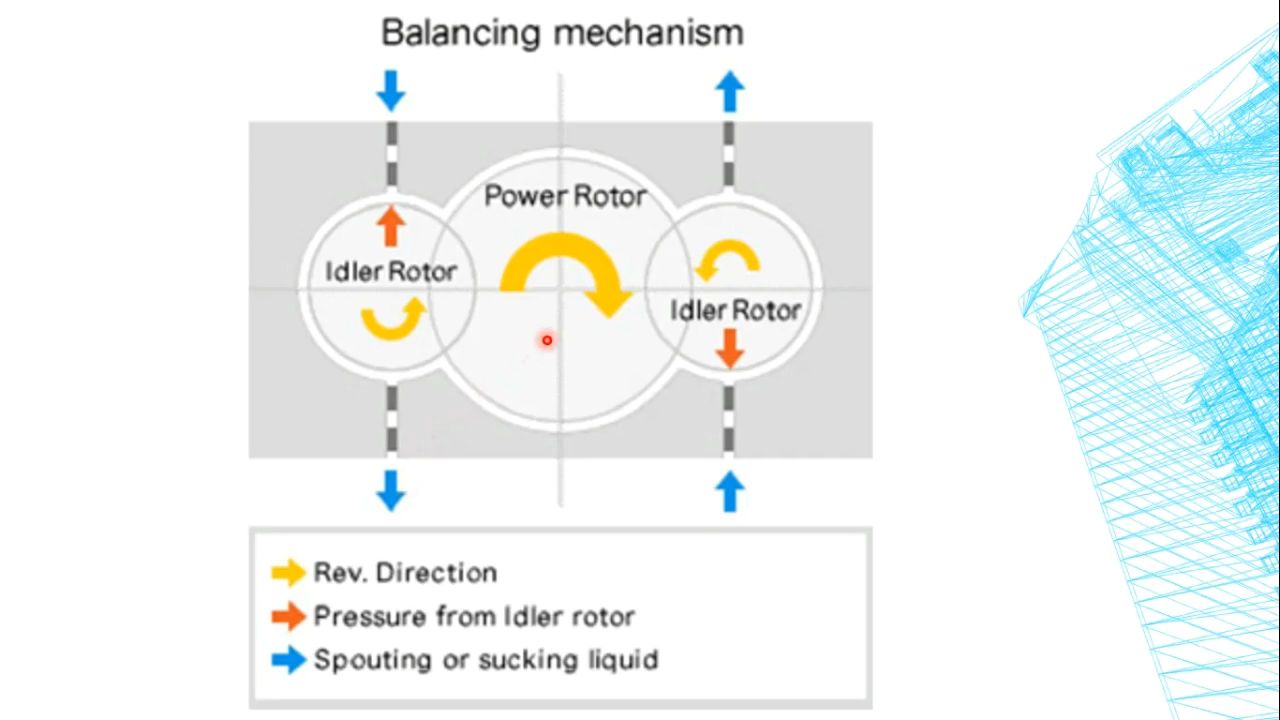 Balancing mechanism
Power Rotor
Idler Rotor
Idler Rotor
Rev. Direction
Pressure from Idler rotor
Spouting or sucking liquid